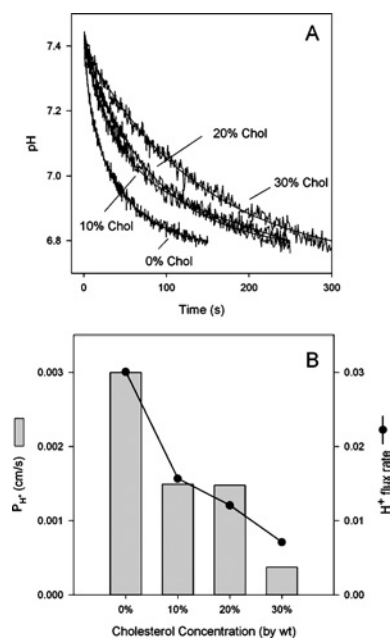 A
7.4
7.2
7.0
6.8
pH
20% Chol
30% Chol
10% Chol
0% Chol
0 100 200 300
Time (s)
B
0.003
0.002
0.001
0.000
P_H+ (cm/s)
0.03
0.02
0.01
0.00
H+ flux rate
0% 10% 20% 30%
Cholesterol Concentration (by wt)